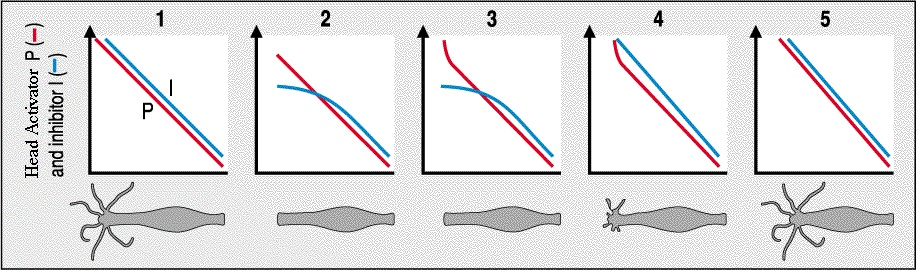 1 2 3 4 5
Head Activator P (–)
and inhibitor I (–)
I
P